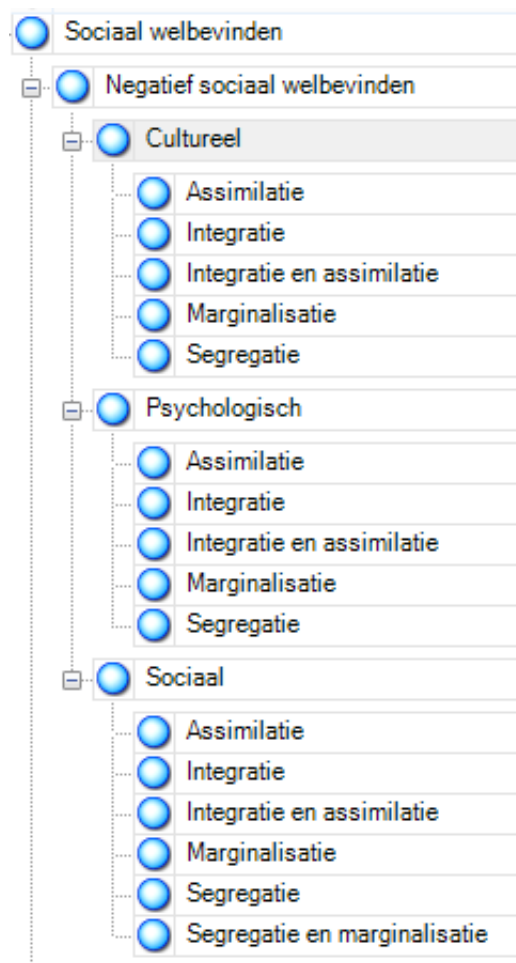 Sociaal welbevinden
Negatief sociaal welbevinden
Cultureel
Assimilatie
Integratie
Integratie en assimilatie
Marginalisatie
Segregatie
Psychologisch
Assimilatie
Integratie
Integratie en assimilatie
Marginalisatie
Segregatie
Sociaal
Assimilatie
Integratie
Integratie en assimilatie
Marginalisatie
Segregatie
Segregatie en marginalisatie